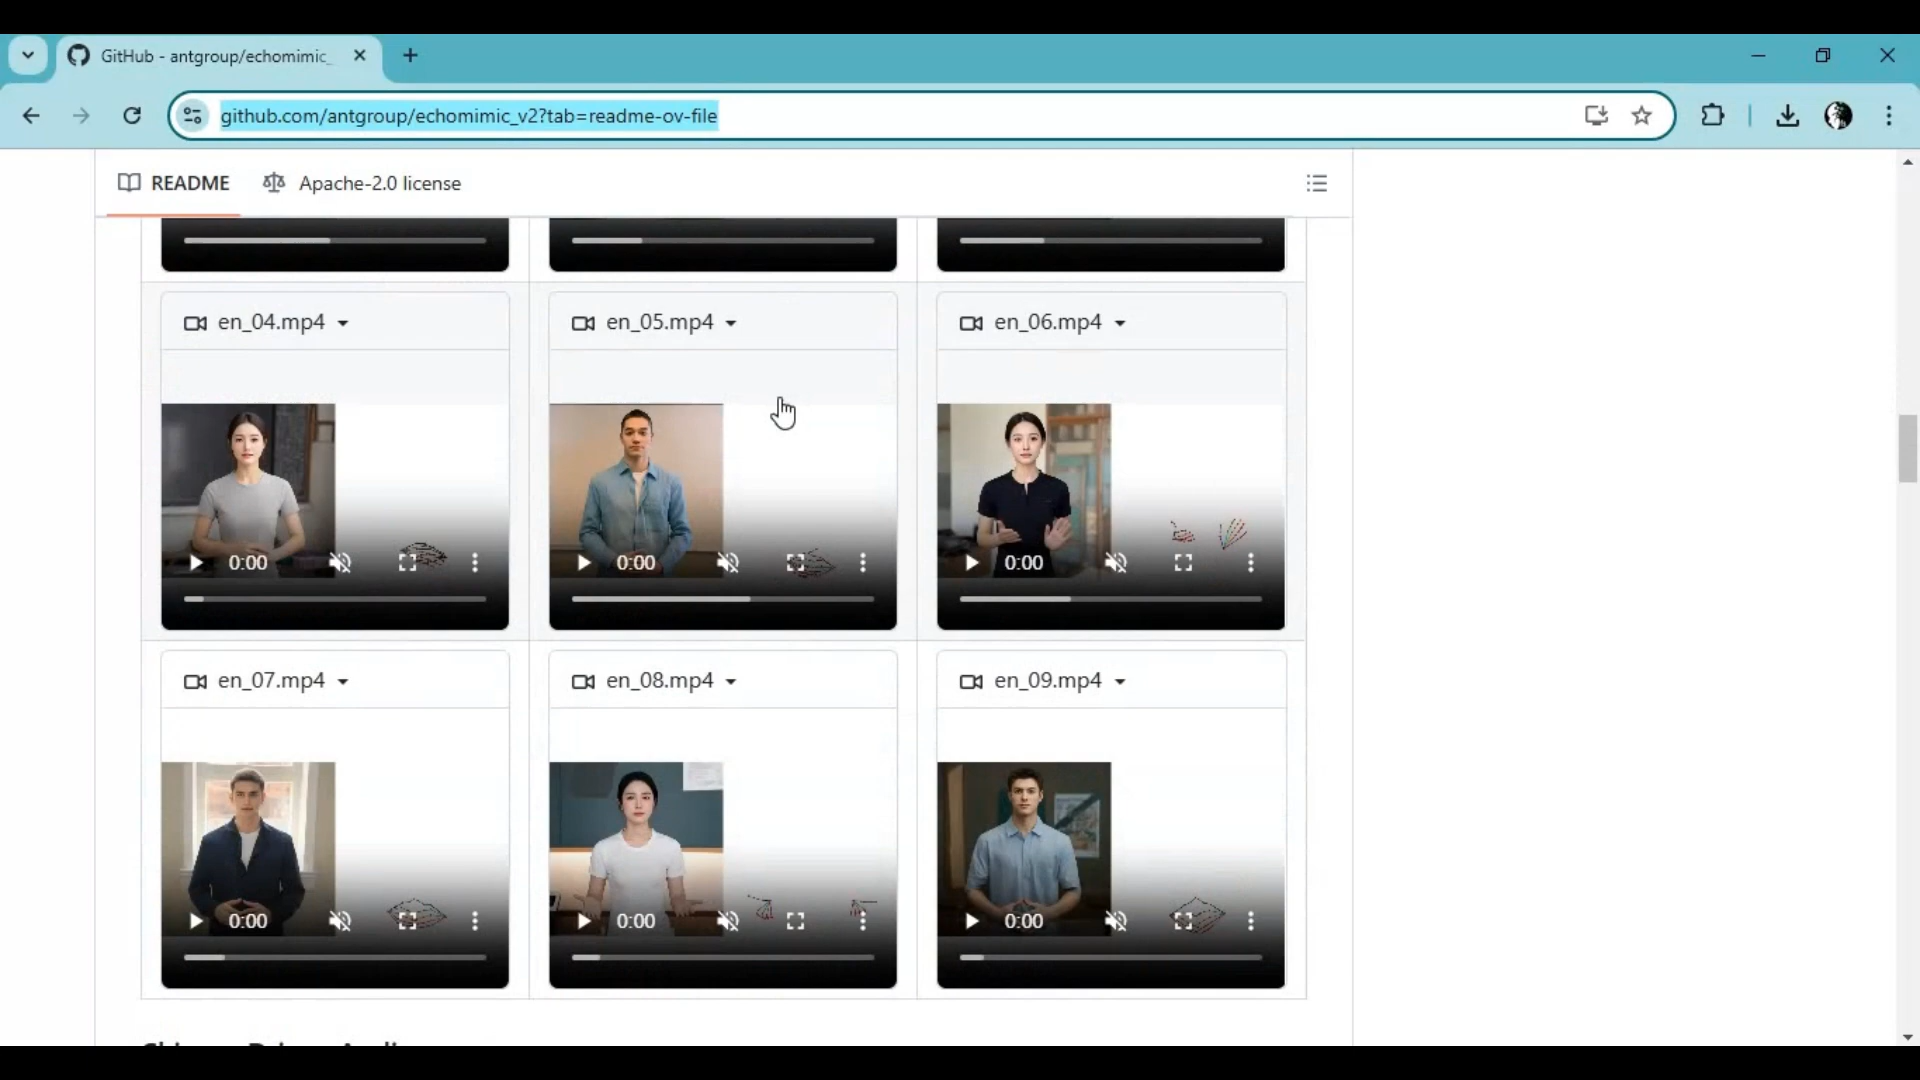 GitHub - antgroup/echomimic_
github.com/antgroup/echomimic_v2?tab=readme-ov-file
README
Apache-2.0 license
en_04.mp4
en_05.mp4
en_06.mp4
0:00
0:00
0:00
en_07.mp4
en_08.mp4
en_09.mp4
0:00
0:00
0:00